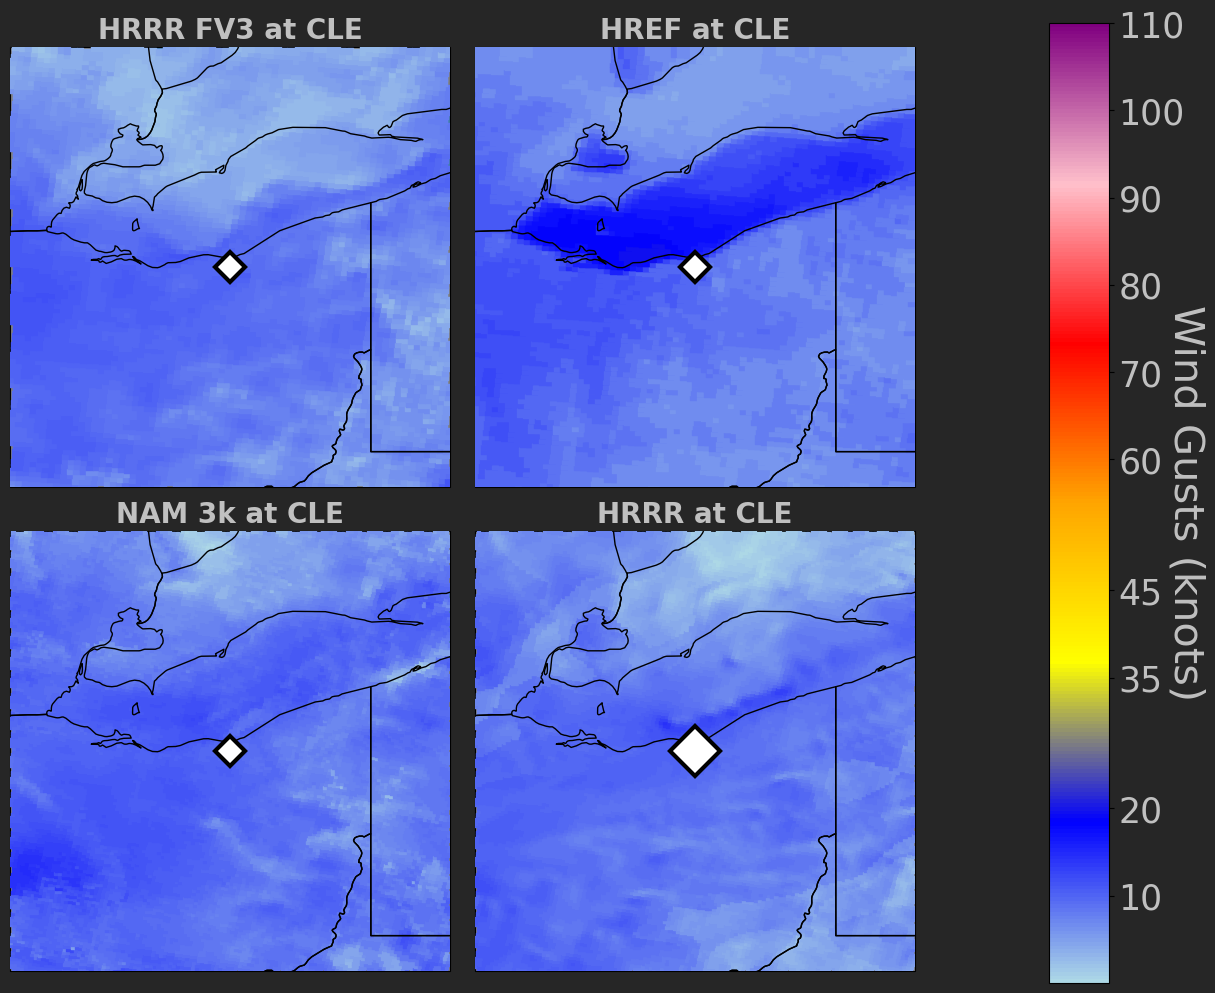 HRRR FV3 at CLE
HREF at CLE
NAM 3k at CLE
HRRR at CLE
110
100
90
80
70
60
45
35
20
10
Wind Gusts (knots)